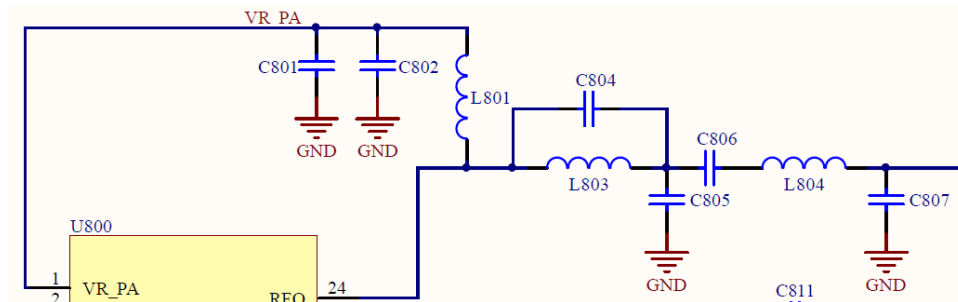 VR_PA
C801
C802
L801
C804
C806
GND
GND
L803
L804
C805
C807
U800
GND
GND
1
VR_PA
24
C811
2
RFO